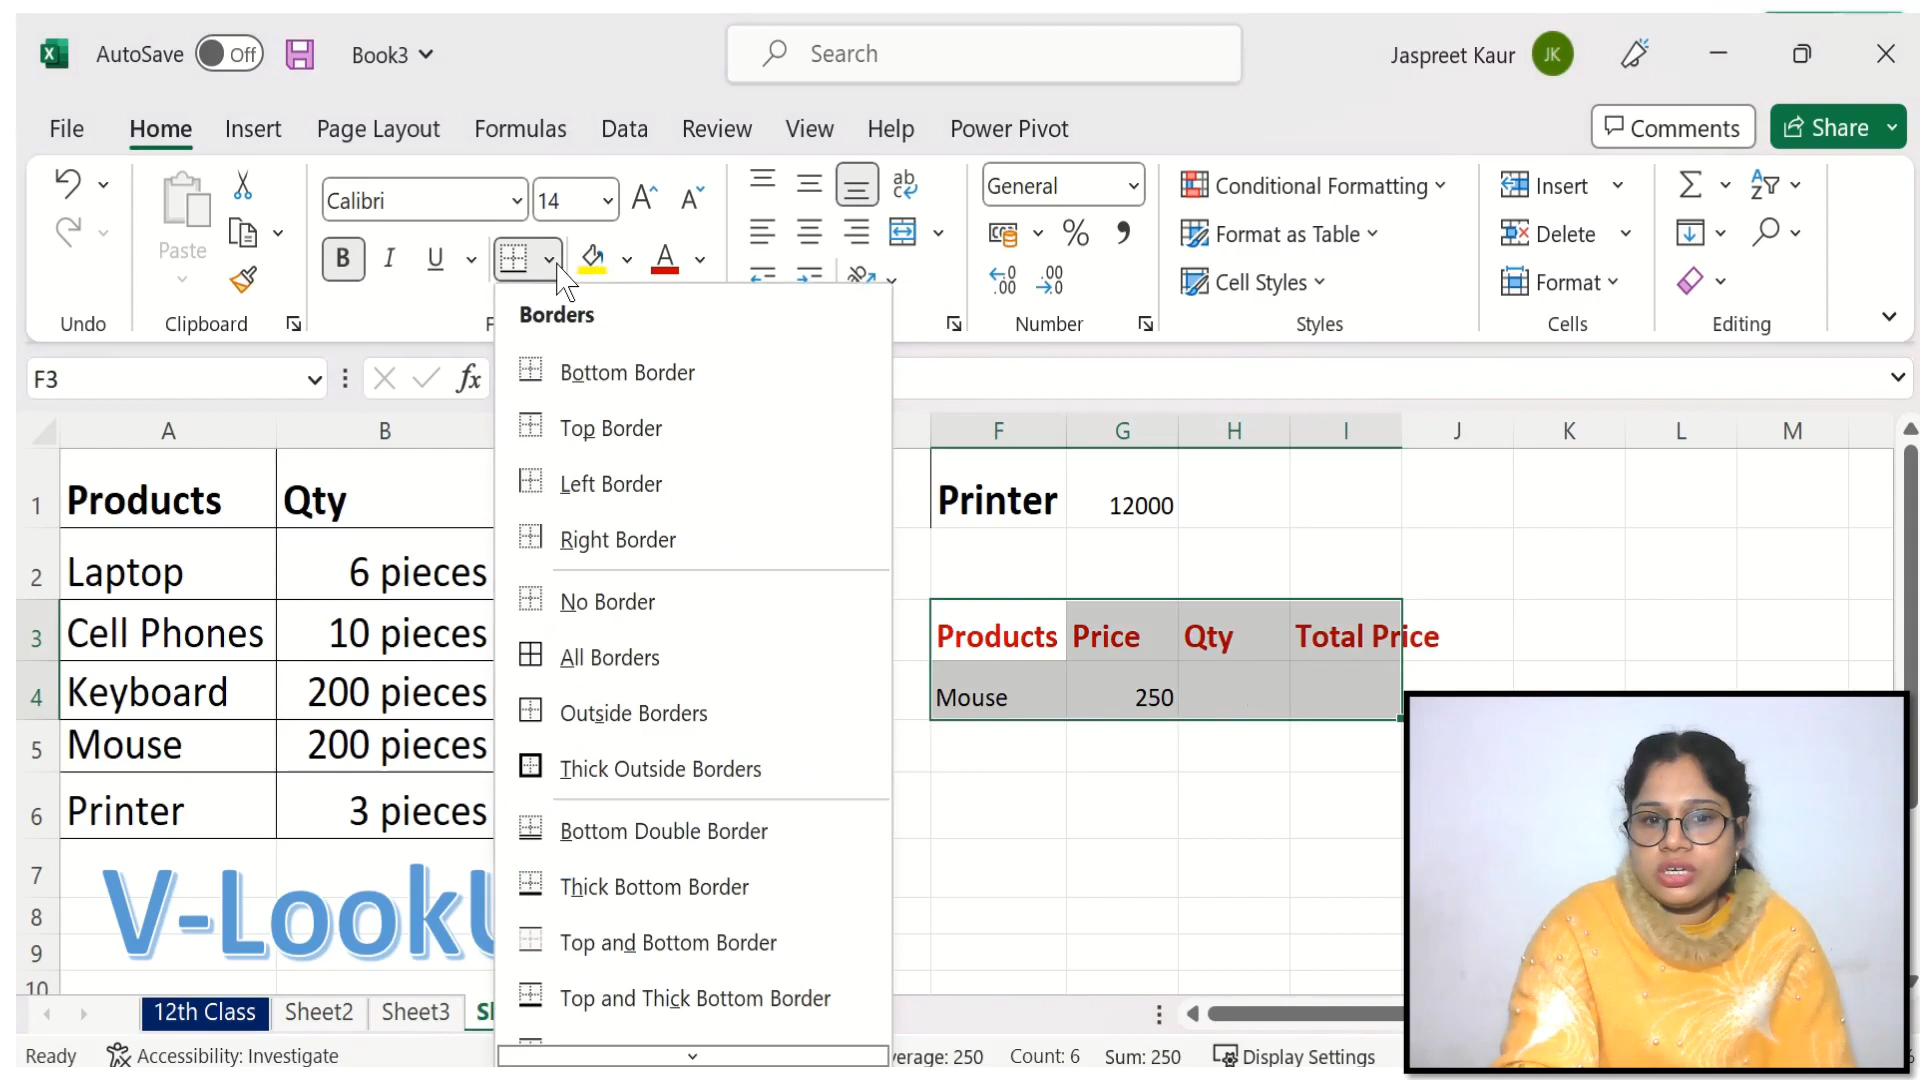 AutoSave Off Book3 Search Jaspreet Kaur JK
File Home Insert Page Layout Formulas Data Review View Help Power Pivot Comments Share
Paste Calibri 14 General Conditional Formatting Insert
B I U A % Format as Table Delete
Cell Styles Format
Undo Clipboard Number Styles Cells Editing
F3 fx
Borders
Bottom Border
Top Border
Left Border
Right Border
No Border
All Borders
Outside Borders
Thick Outside Borders
Bottom Double Border
Thick Bottom Border
Top and Bottom Border
Top and Thick Bottom Border
A B F G H I J K L M
1 Products Qty Printer 12000
2 Laptop 6 pieces
3 Cell Phones 10 pieces Products Price Qty Total Price
4 Keyboard 200 pieces Mouse 250
5 Mouse 200 pieces
6 Printer 3 pieces
7
8 V-Look
9
10
12th Class Sheet2 Sheet3
Ready Accessibility: Investigate verage: 250 Count: 6 Sum: 250 Display Settings